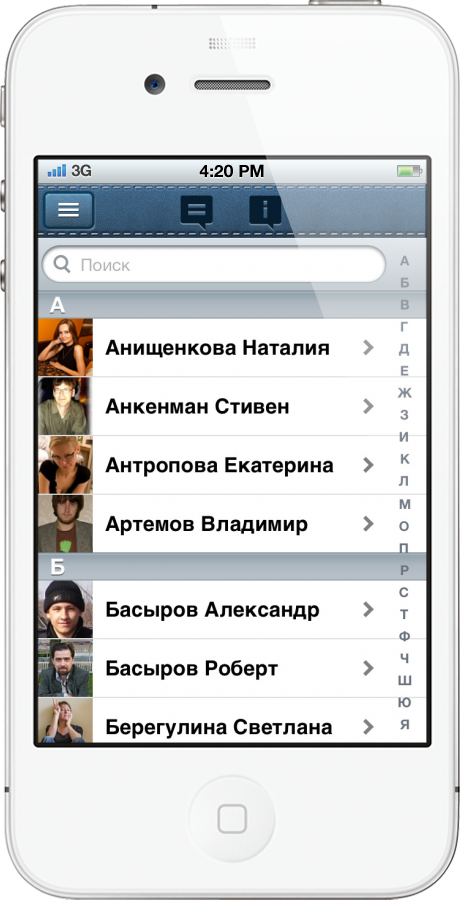 3G 4:20 PM
Поиск
А
Анищенкова Наталия
Анкенман Стивен
Антропова Екатерина
Артемов Владимир
Б
Басыров Александр
Басыров Роберт
Берегулина Светлана
А
Б
В
Г
Д
Е
Ж
З
И
К
Л
М
О
П
Р
С
Т
Ф
Ч
Ш
Ю
Я